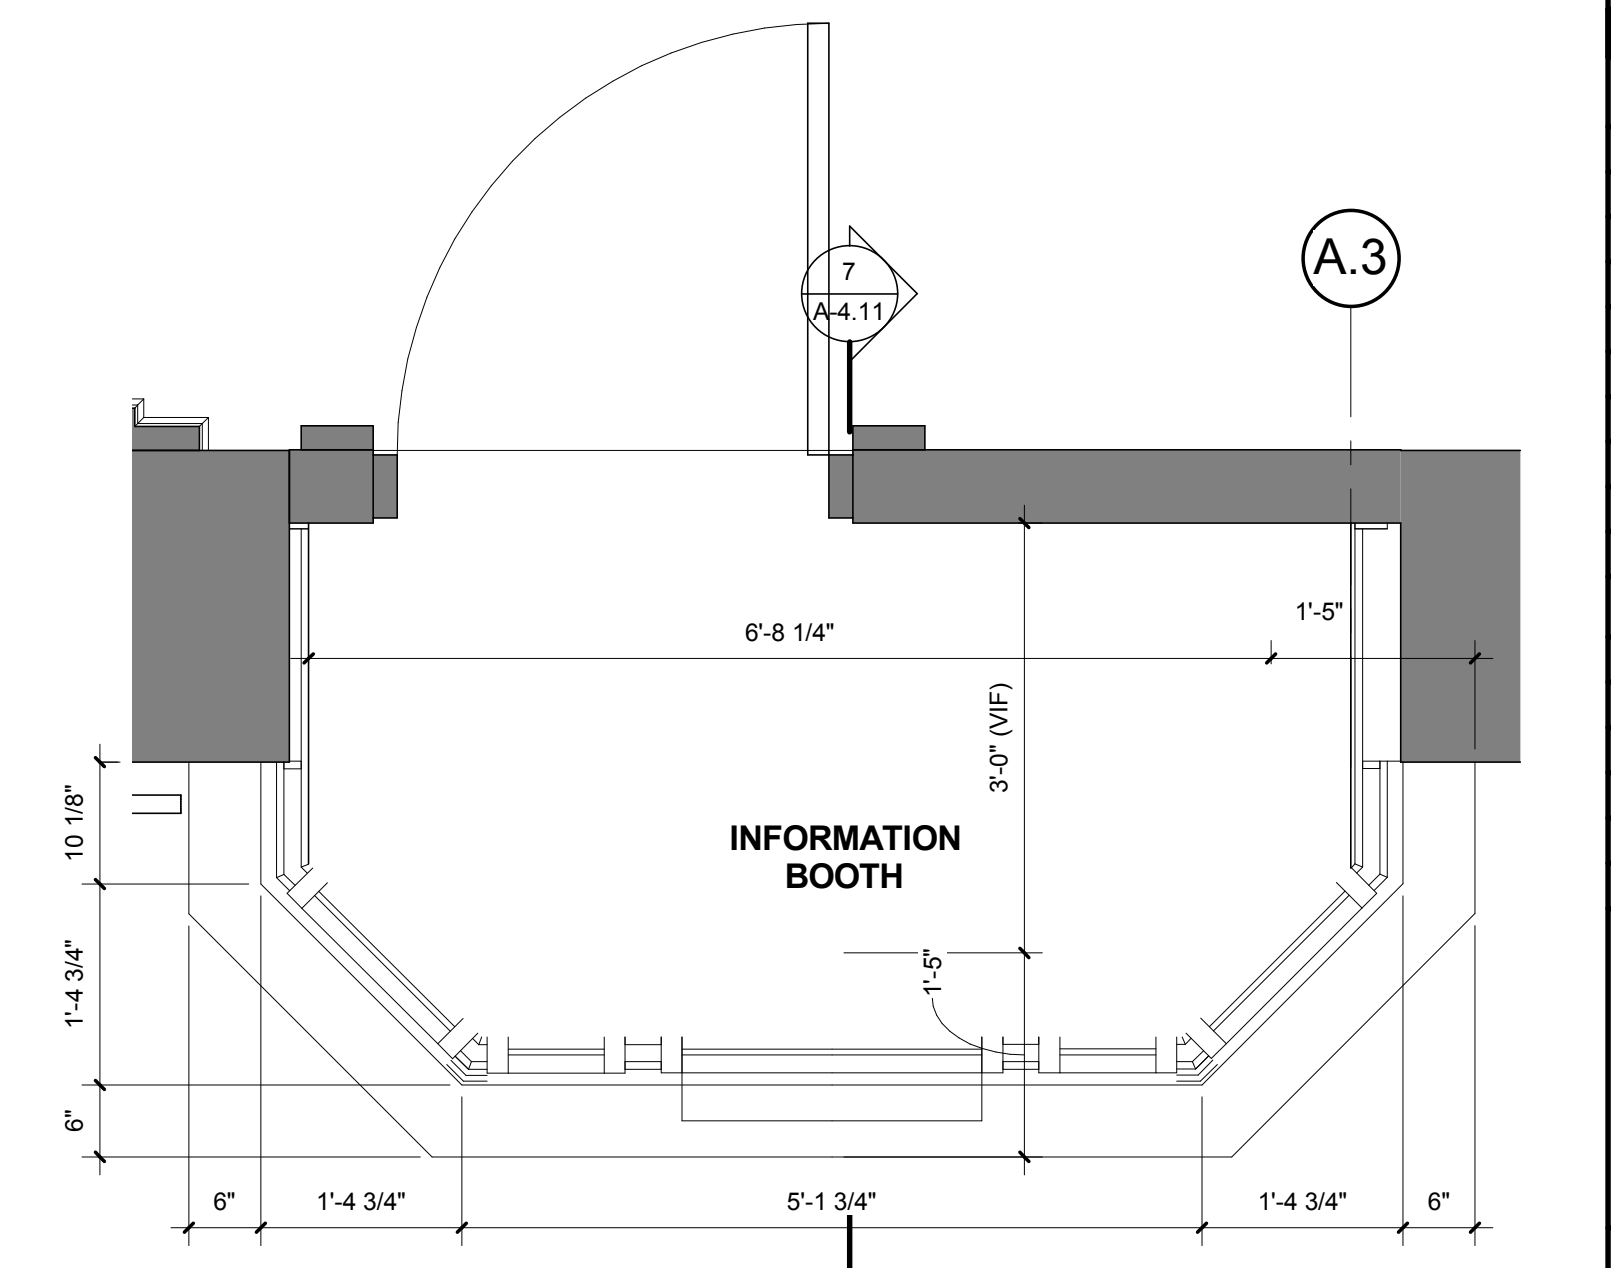 7
A-4.11
A.3
1'-5"
6'-8 1/4"
3'-0" (VIF)
10 1/8"
INFORMATION
BOOTH
1'-4 3/4"
1'-5"
6"
6"
1'-4 3/4"
5'-1 3/4"
1'-4 3/4"
6"